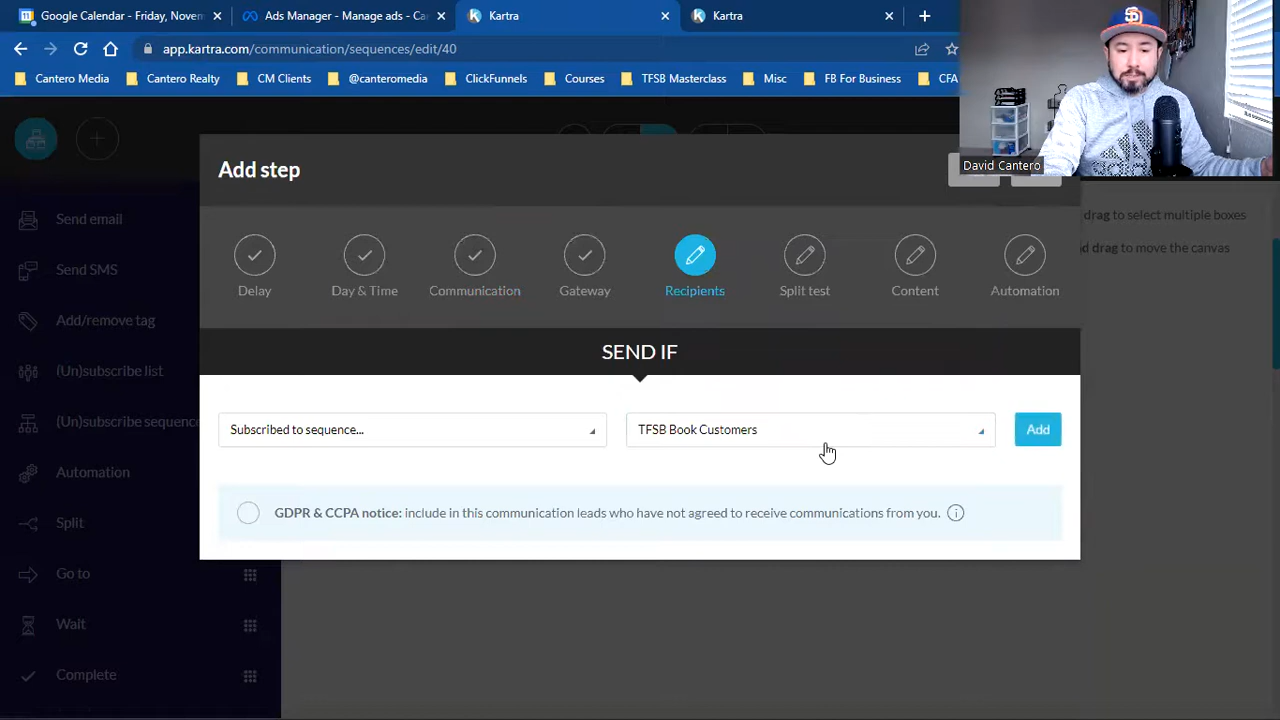 Google Calendar - Friday, Novem
Ads Manager - Manage ads - Can
Kartra
Kartra
app.kartra.com/communication/sequences/edit/40
Cantero Media
Cantero Realty
CM Clients
@canteromedia
ClickFunnels
Courses
TFSB Masterclass
Misc
FB For Business
CFA
David Cantero
Add step
Send email
Send SMS
Add/remove tag
(Un)subscribe list
(Un)subscribe sequence
Automation
Split
Go to
Wait
Complete
drag to select multiple boxes
d drag to move the canvas
Delay
Day & Time
Communication
Gateway
Recipients
Split test
Content
Automation
SEND IF
Subscribed to sequence...
TFSB Book Customers
Add
GDPR & CCPA notice: include in this communication leads who have not agreed to receive communications from you.